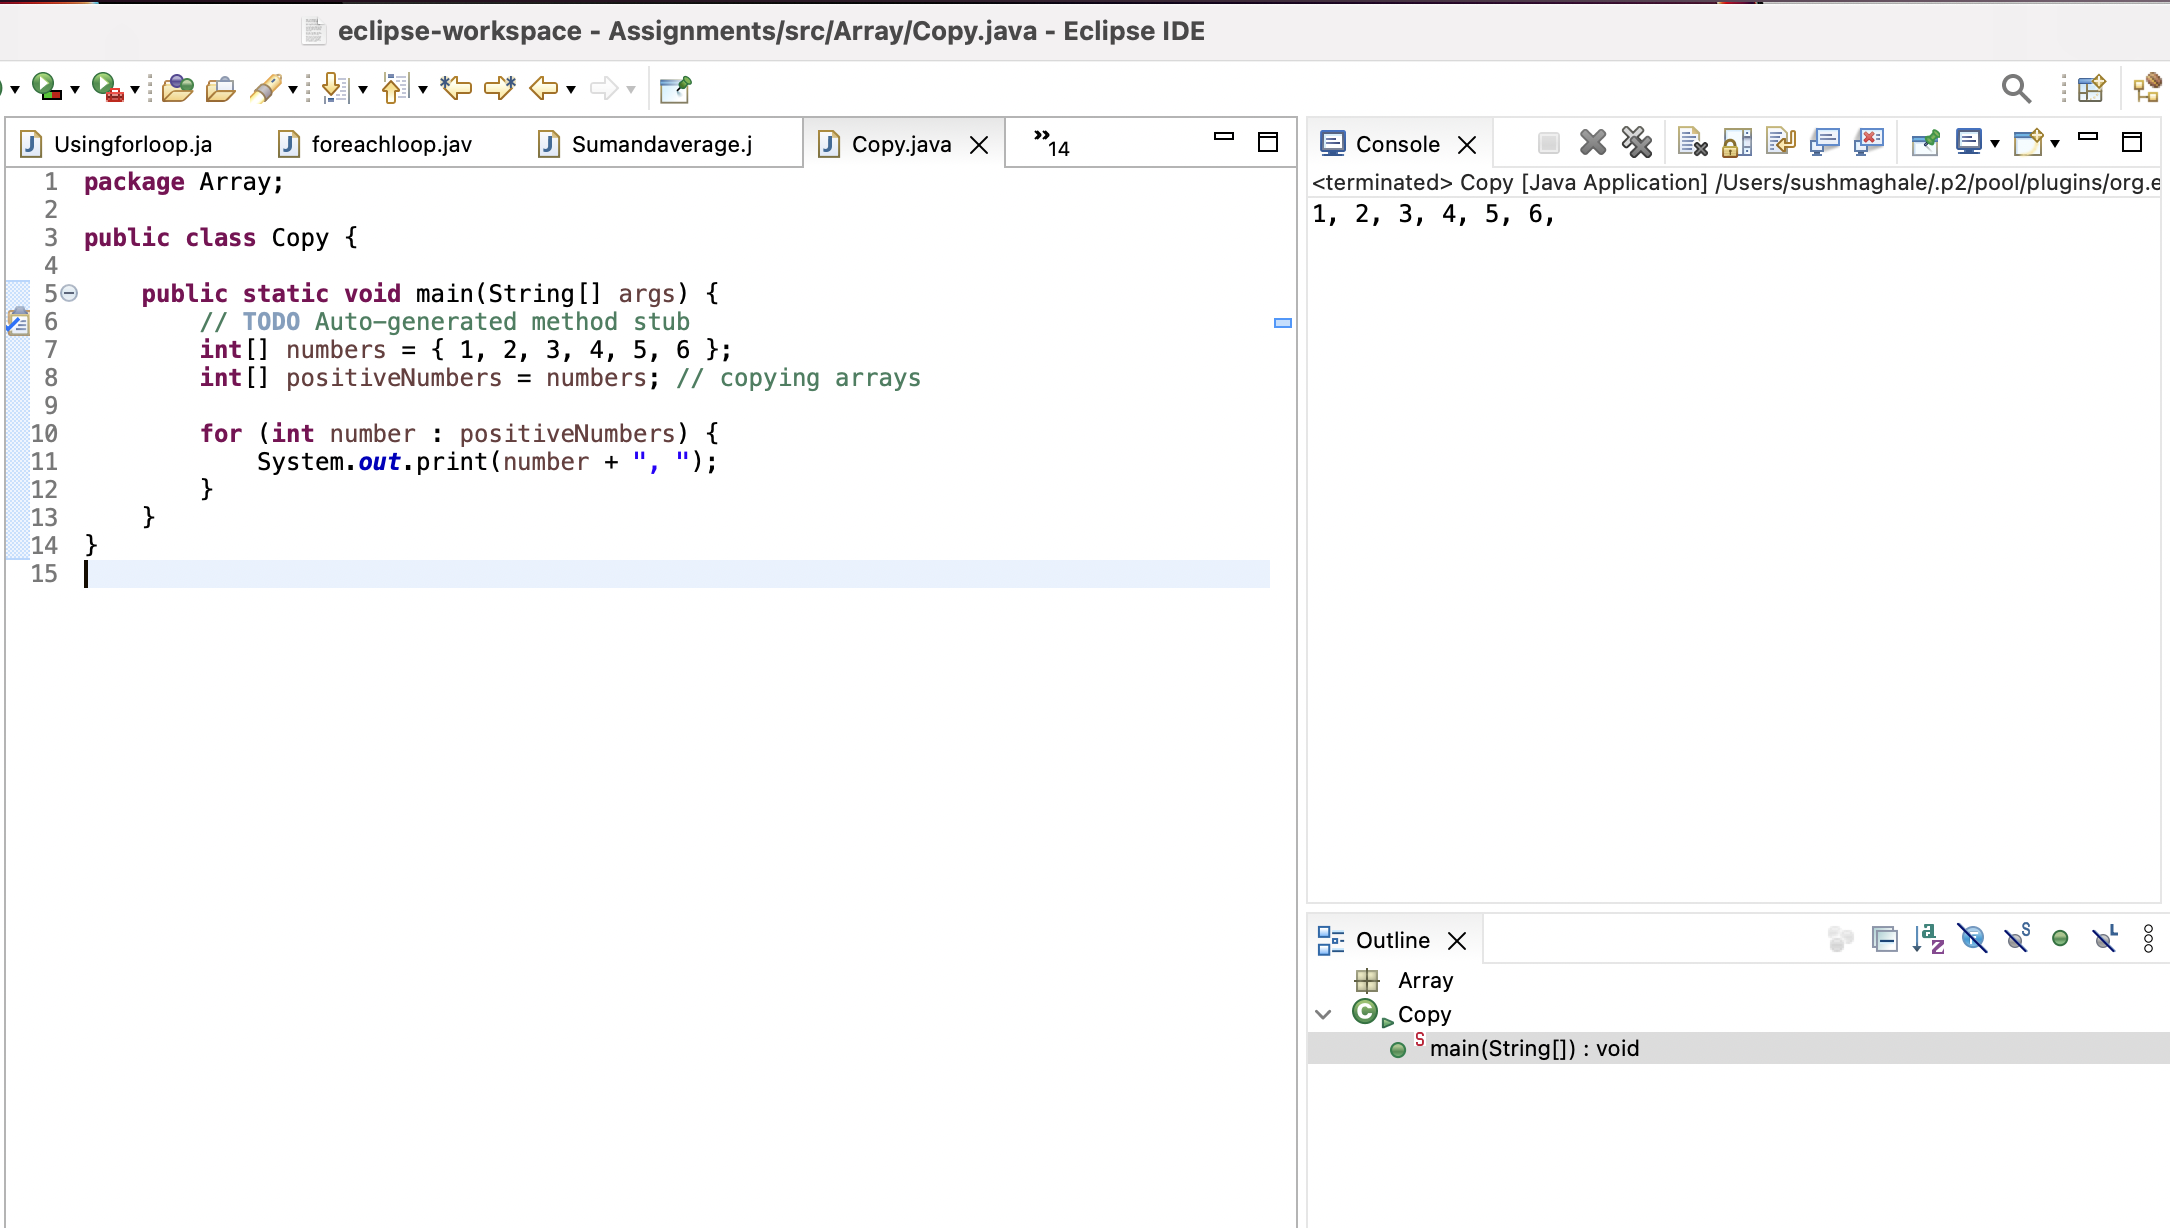 eclipse-workspace - Assignments/src/Array/Copy.java - Eclipse IDE
Usingforloop.ja
foreachloop.jav
Sumandaverage.j
Copy.java
»14
1 package Array;
2
3 public class Copy {
4
5 public static void main(String[] args) {
6 // TODO Auto-generated method stub
7 int[] numbers = { 1, 2, 3, 4, 5, 6 };
8 int[] positiveNumbers = numbers; // copying arrays
9
10 for (int number : positiveNumbers) {
11 System.out.print(number + ", ");
12 }
13 }
14 }
15
Console
<terminated> Copy [Java Application] /Users/sushmaghale/.p2/pool/plugins/org.e
1, 2, 3, 4, 5, 6,
Outline
Array
Copy
main(String[]) : void